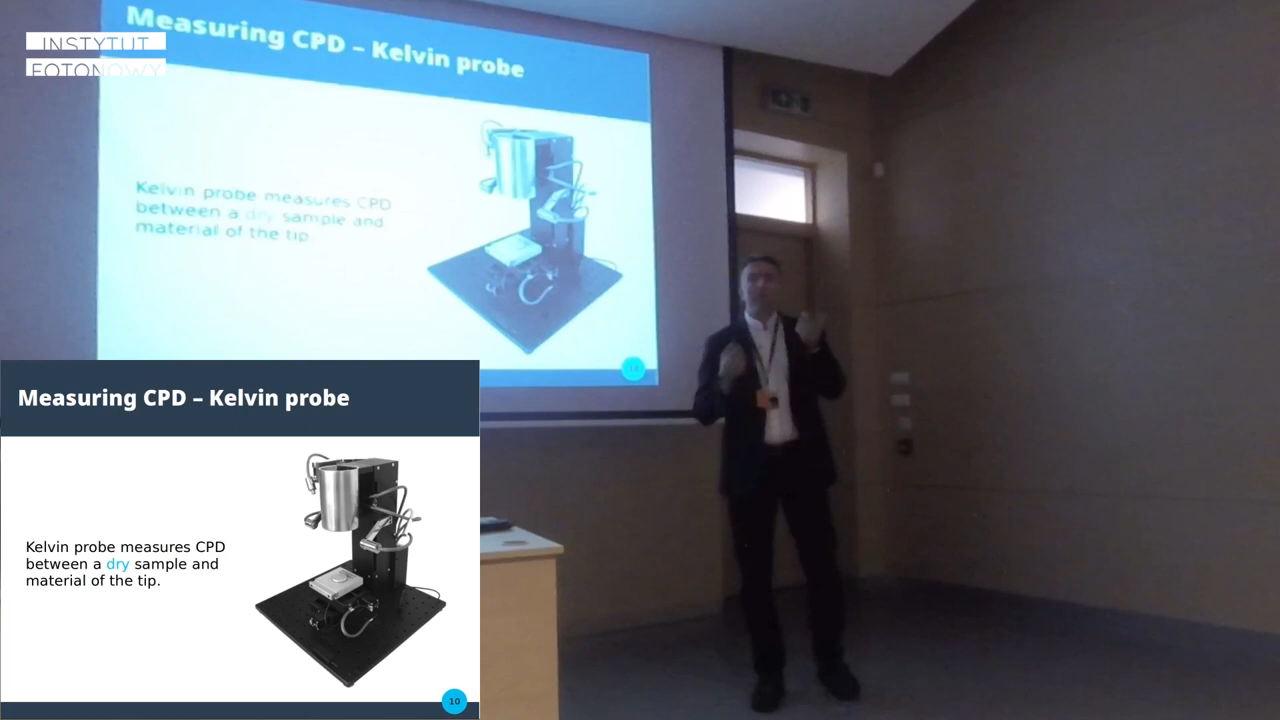 INSTYTUT
FOTONOWY
Measuring CPD – Kelvin probe
Kelvin probe measures CPD
between a dry sample and
material of the tip.
Measuring CPD – Kelvin probe
Kelvin probe measures CPD
between a dry sample and
material of the tip.
10